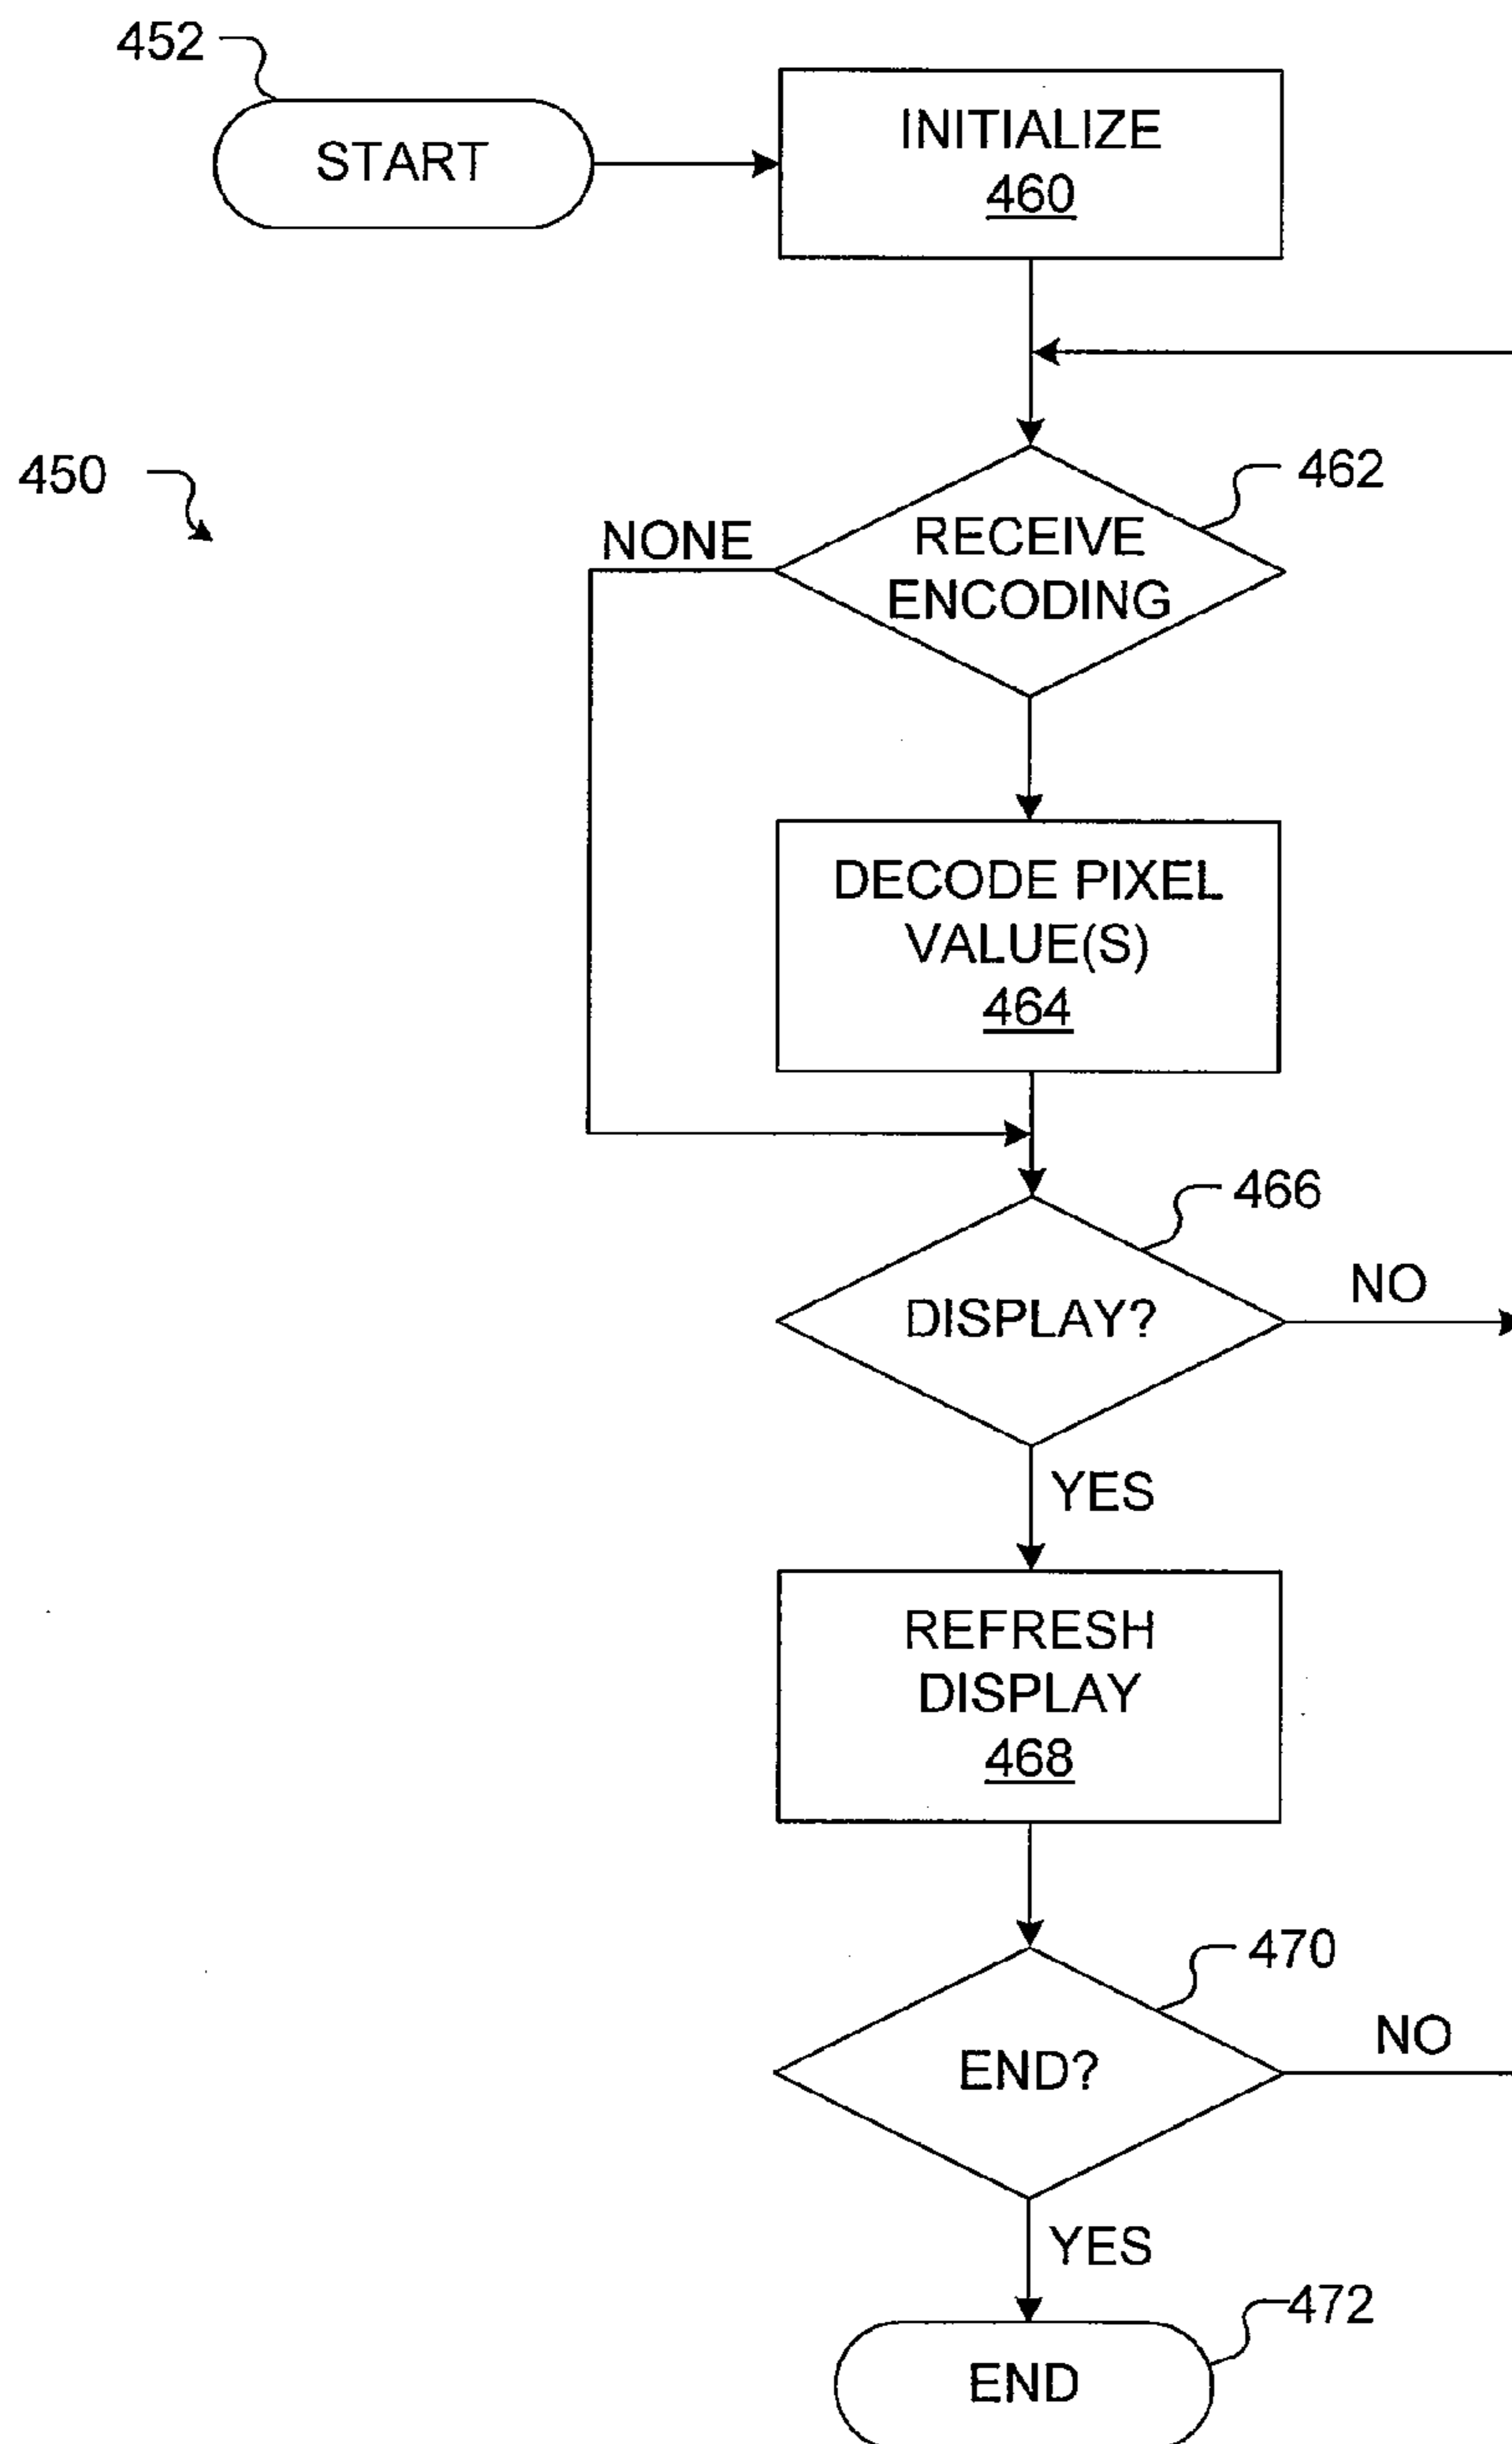 452
START
INITIALIZE
460
450
462
NONE
RECEIVE
ENCODING
DECODE PIXEL
VALUE(S)
464
466
DISPLAY?
NO
YES
REFRESH
DISPLAY
468
470
END?
NO
YES
472
END